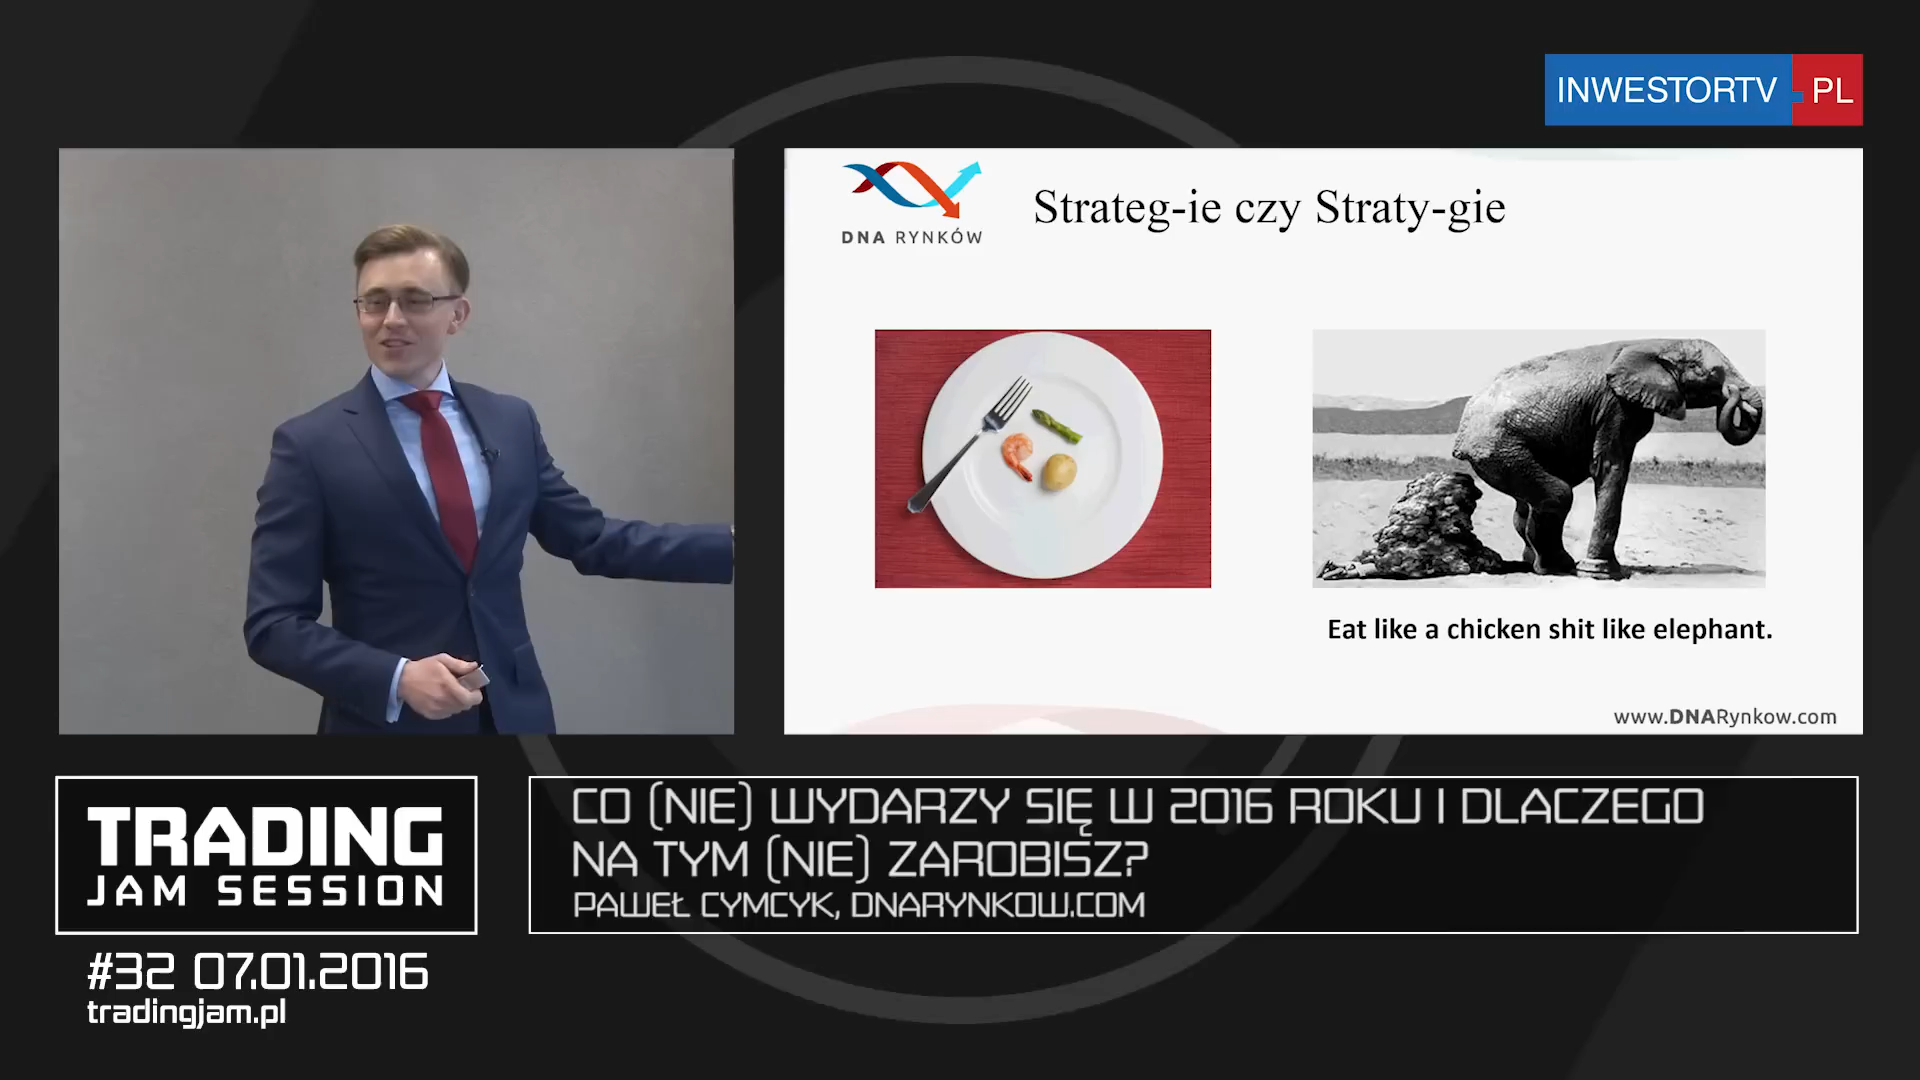 INWESTORTV.PL
DNA RYNKÓW
Strateg-ie czy Straty-gie
Eat like a chicken shit like elephant.
www.DNARynkow.com
TRADING
JAM SESSION
#32 07.01.2016
tradingjam.pl
CO (NIE) WYDARZY SIĘ W 2016 ROKU I DLACZEGO
NA TYM (NIE) ZAROBISZ?
PAWEŁ CYMCYK, DNARYNKOW.COM